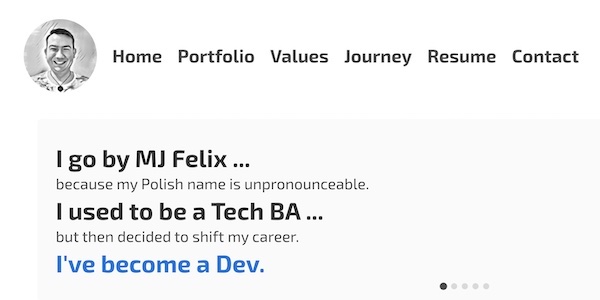 Home Portfolio Values Journey Resume Contact
I go by MJ Felix ...
because my Polish name is unpronounceable.
I used to be a Tech BA ...
but then decided to shift my career.
I've become a Dev.